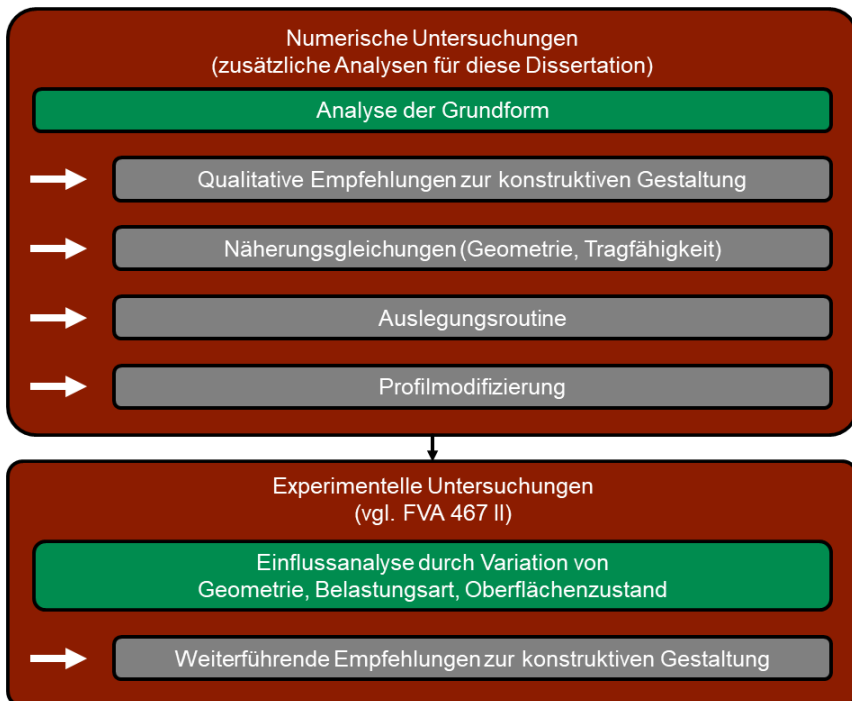 Numerische Untersuchungen
(zusätzliche Analysen für diese Dissertation)
Analyse der Grundform
Qualitative Empfehlungen zur konstruktiven Gestaltung
Näherungsgleichungen (Geometrie, Tragfähigkeit)
Auslegungsroutine
Profilmodifizierung
Experimentelle Untersuchungen
(vgl. FVA 467 II)
Einflussanalyse durch Variation von
Geometrie, Belastungsart, Oberflächenzustand
Weiterführende Empfehlungen zur konstruktiven Gestaltung